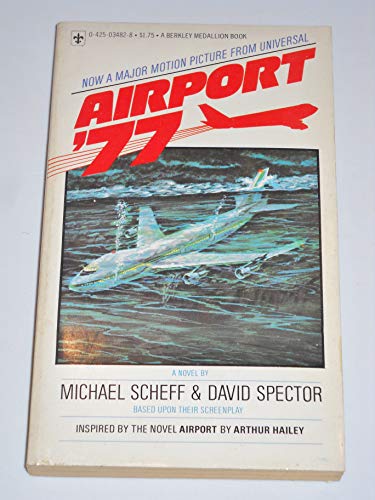 0-425-03482-8 • $1.75 • A BERKLEY MEDALLION BOOK
NOW A MAJOR MOTION PICTURE FROM UNIVERSAL
AIRPORT
'77
A NOVEL BY
MICHAEL SCHEFF & DAVID SPECTOR
BASED UPON THEIR SCREENPLAY
INSPIRED BY THE NOVEL AIRPORT BY ARTHUR HAILEY